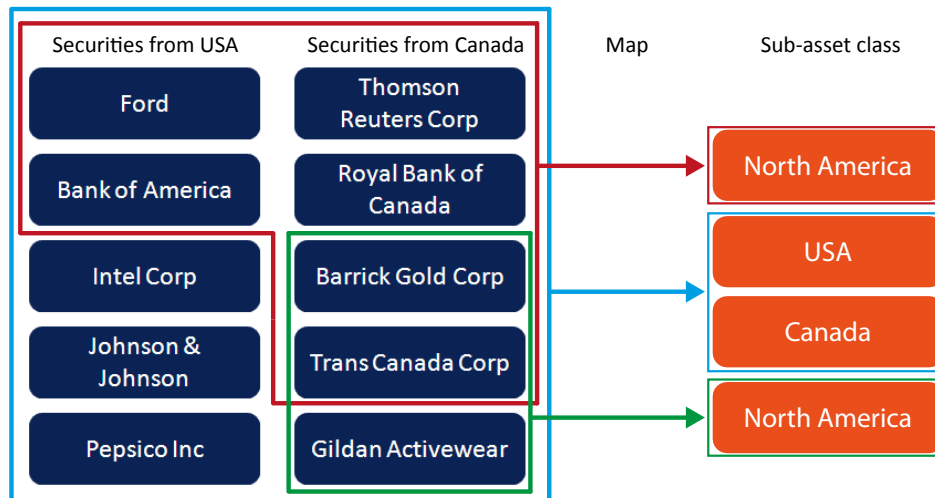 Securities from USA
Securities from Canada
Map
Sub-asset class
Ford
Thomson
Reuters Corp
Bank of America
Royal Bank of
Canada
North America
Intel Corp
Barrick Gold Corp
USA
Johnson &
Johnson
Trans Canada Corp
Canada
Pepsico Inc
Gildan Activewear
North America